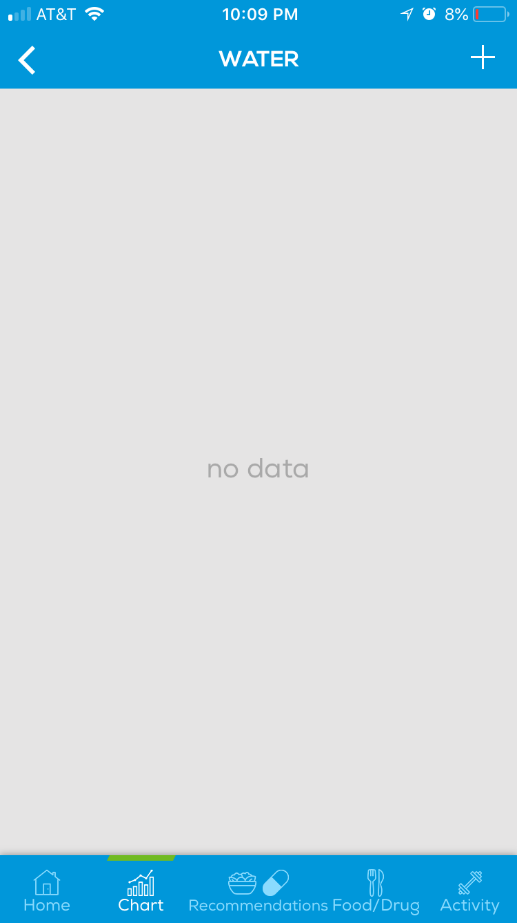 AT&T 10:09 PM 8%
WATER
no data
Home Chart Recommendations Food/Drug Activity